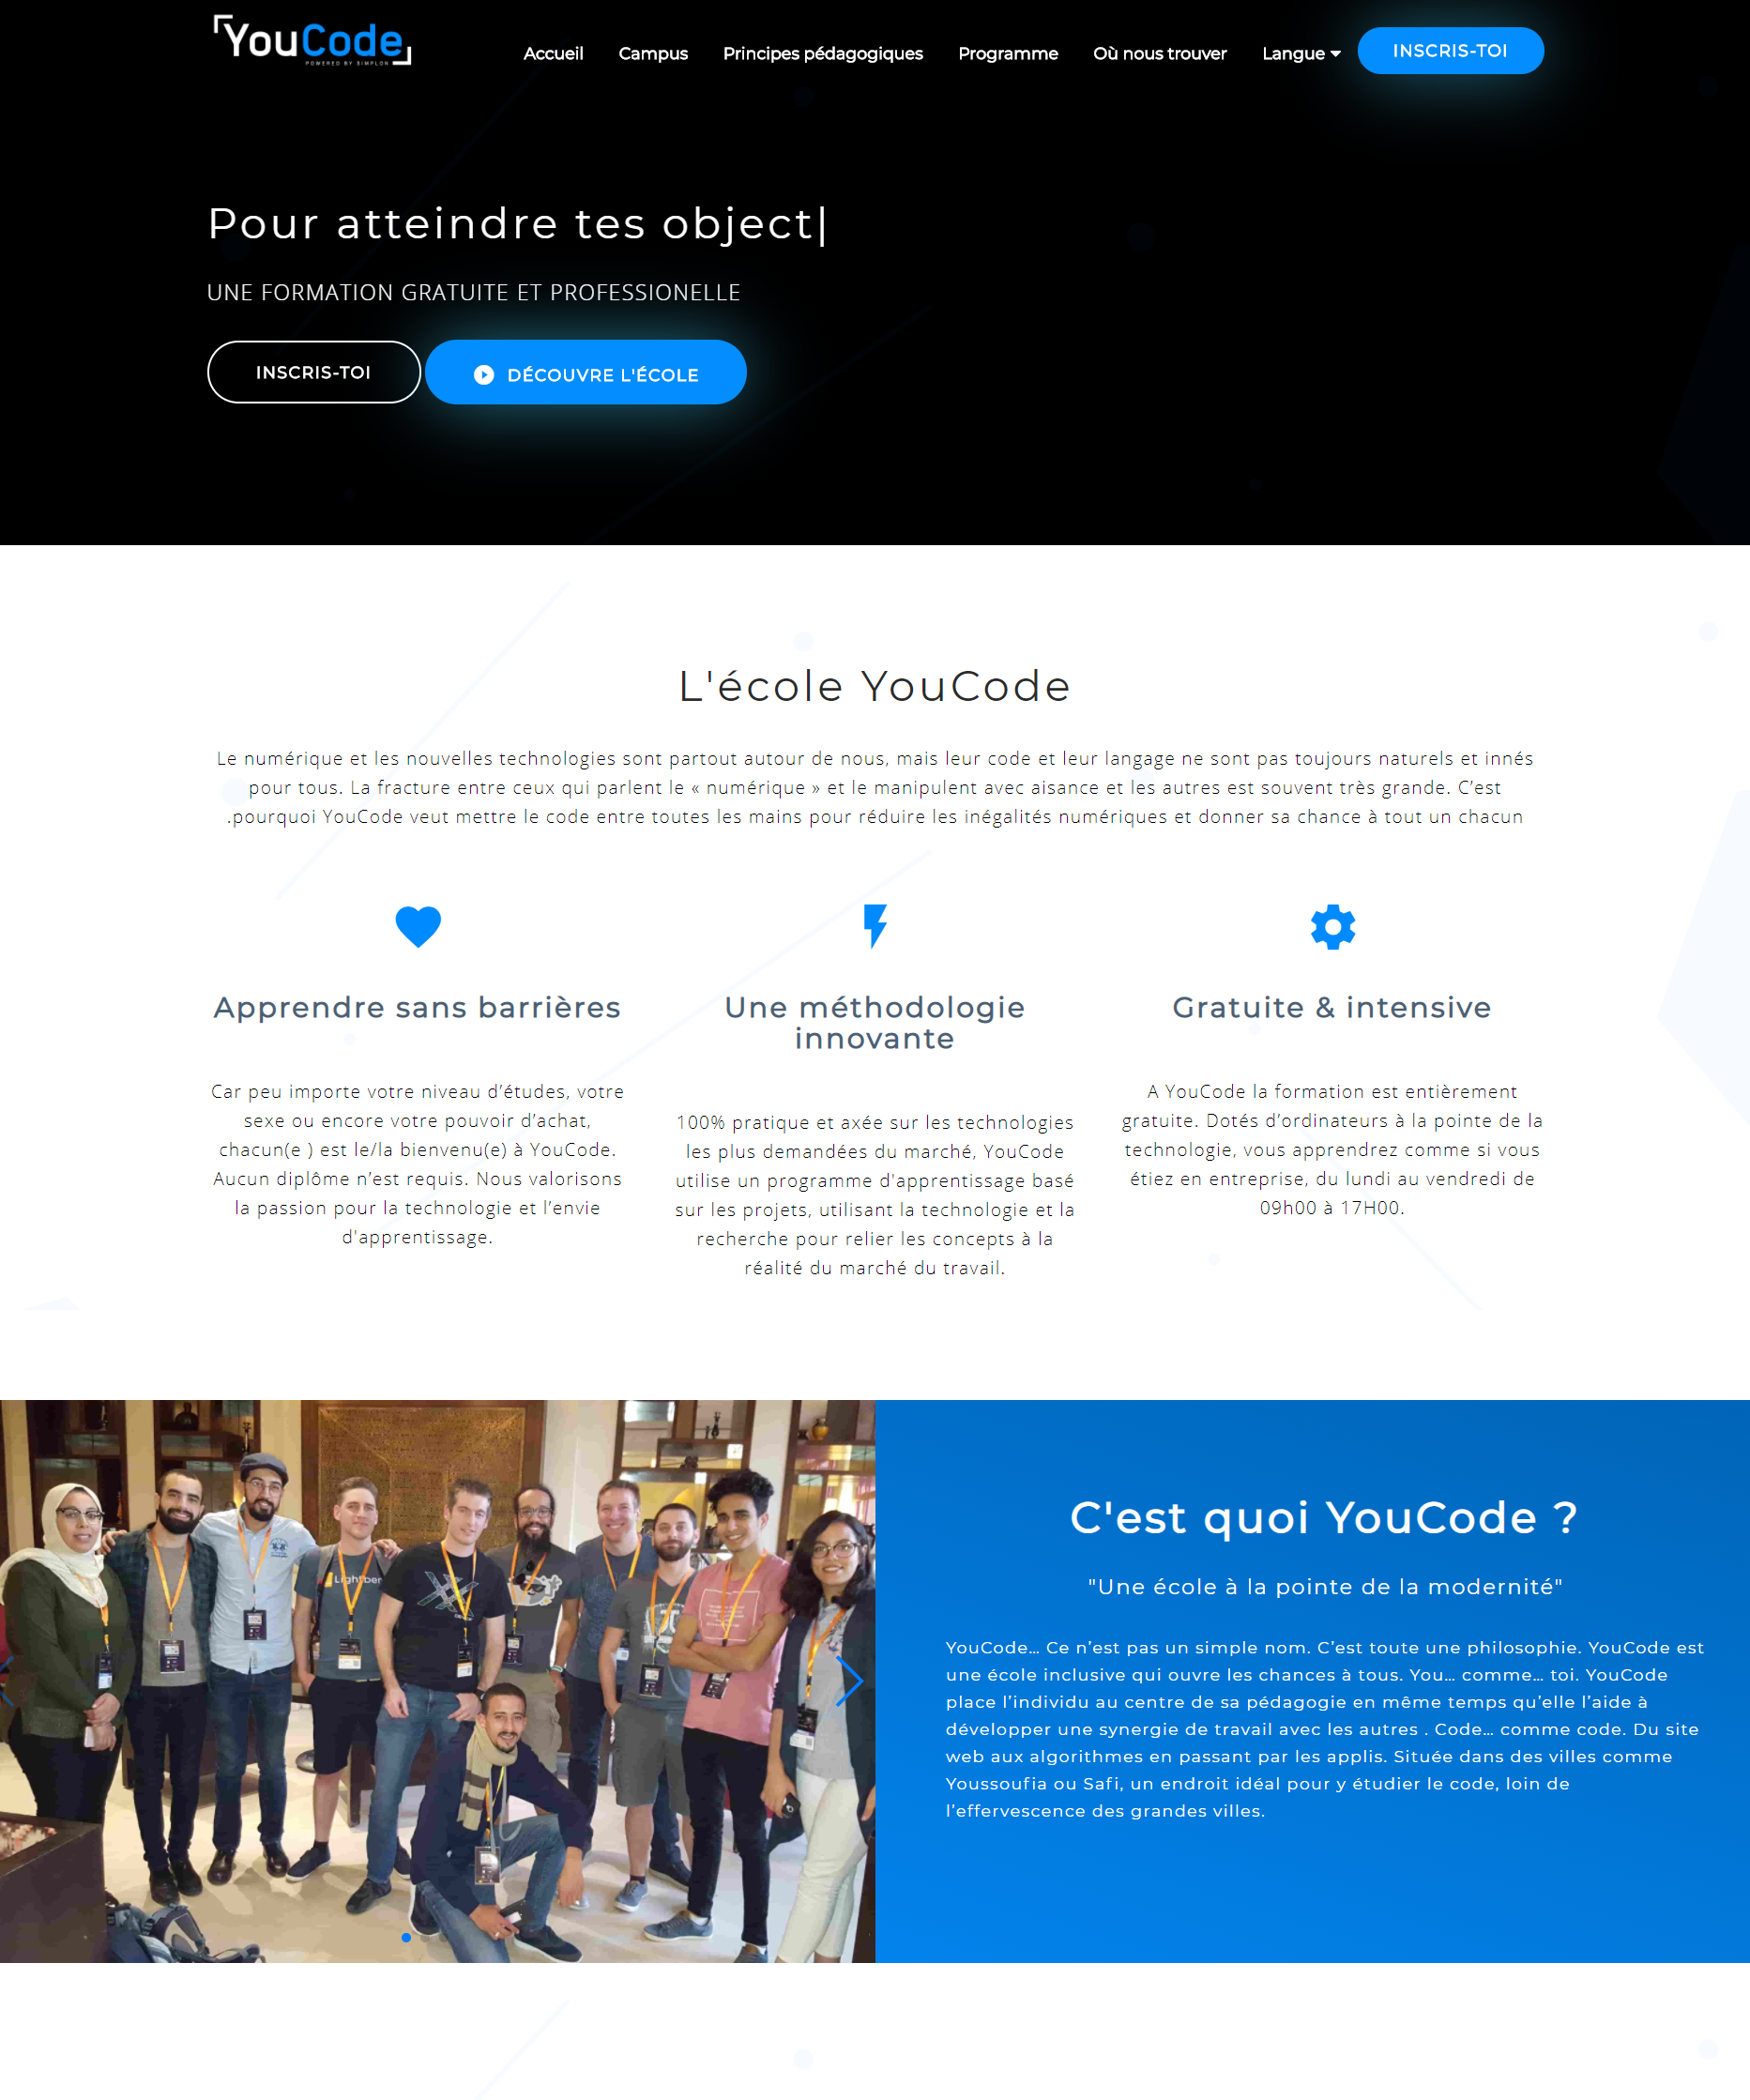 YouCode
POWERED BY SIMPLON
Accueil
Campus
Principes pédagogiques
Programme
Où nous trouver
Langue
INSCRIS-TOI
Pour atteindre tes object|
UNE FORMATION GRATUITE ET PROFESSIONELLE
INSCRIS-TOI
DÉCOUVRE L'ÉCOLE
L'école YouCode
Le numérique et les nouvelles technologies sont partout autour de nous, mais leur code et leur langage ne sont pas toujours naturels et innés
pour tous. La fracture entre ceux qui parlent le « numérique » et le manipulent avec aisance et les autres est souvent très grande. C’est
.pourquoi YouCode veut mettre le code entre toutes les mains pour réduire les inégalités numériques et donner sa chance à tout un chacun
Apprendre sans barrières
Car peu importe votre niveau d’études, votre
sexe ou encore votre pouvoir d’achat,
chacun(e ) est le/la bienvenu(e) à YouCode.
Aucun diplôme n’est requis. Nous valorisons
la passion pour la technologie et l’envie
d'apprentissage.
Une méthodologie
innovante
100% pratique et axée sur les technologies
les plus demandées du marché, YouCode
utilise un programme d'apprentissage basé
sur les projets, utilisant la technologie et la
recherche pour relier les concepts à la
réalité du marché du travail.
Gratuite & intensive
A YouCode la formation est entièrement
gratuite. Dotés d’ordinateurs à la pointe de la
technologie, vous apprendrez comme si vous
étiez en entreprise, du lundi au vendredi de
09h00 à 17H00.
Lightben
C'est quoi YouCode ?
"Une école à la pointe de la modernité"
YouCode… Ce n’est pas un simple nom. C’est toute une philosophie. YouCode est
une école inclusive qui ouvre les chances à tous. You… comme… toi. YouCode
place l’individu au centre de sa pédagogie en même temps qu’elle l’aide à
développer une synergie de travail avec les autres . Code… comme code. Du site
web aux algorithmes en passant par les applis. Située dans des villes comme
Youssoufia ou Safi, un endroit idéal pour y étudier le code, loin de
l’effervescence des grandes villes.